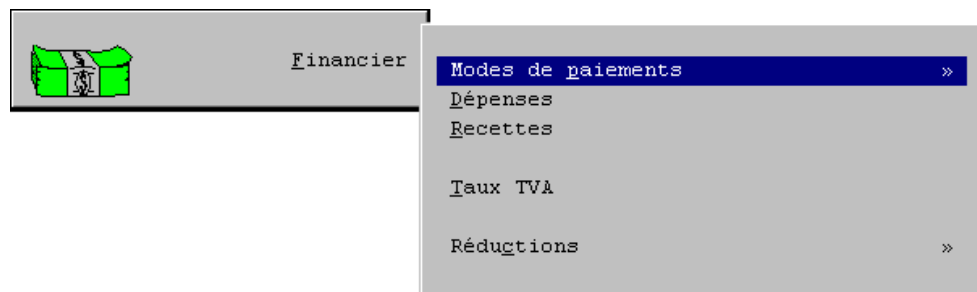 Financier
Modes de paiements »
Dépenses
Recettes
Taux TVA
Réductions »